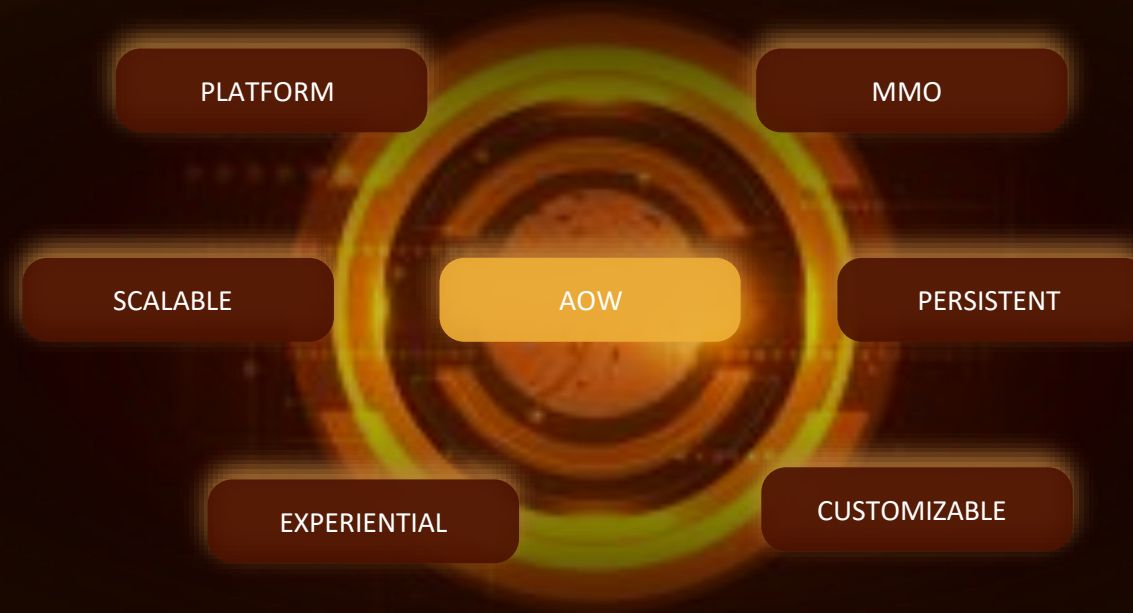 PLATFORM
MMO
SCALABLE
AOW
PERSISTENT
EXPERIENTIAL
CUSTOMIZABLE